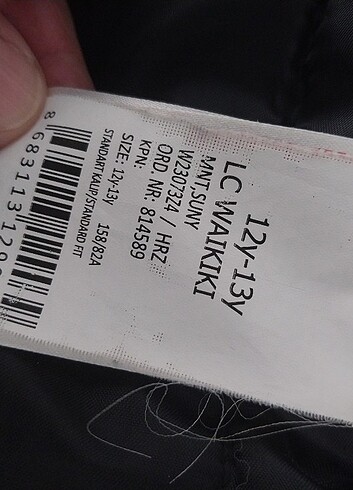 12y-13y
LC WAIKIKI
MNT,SUNY
W23073Z4 / HRZ
ORD. NR: 814589
KPN:
SIZE: 12y-13y 158/82A
STANDART KALIP/STANDARD FIT
8683113129